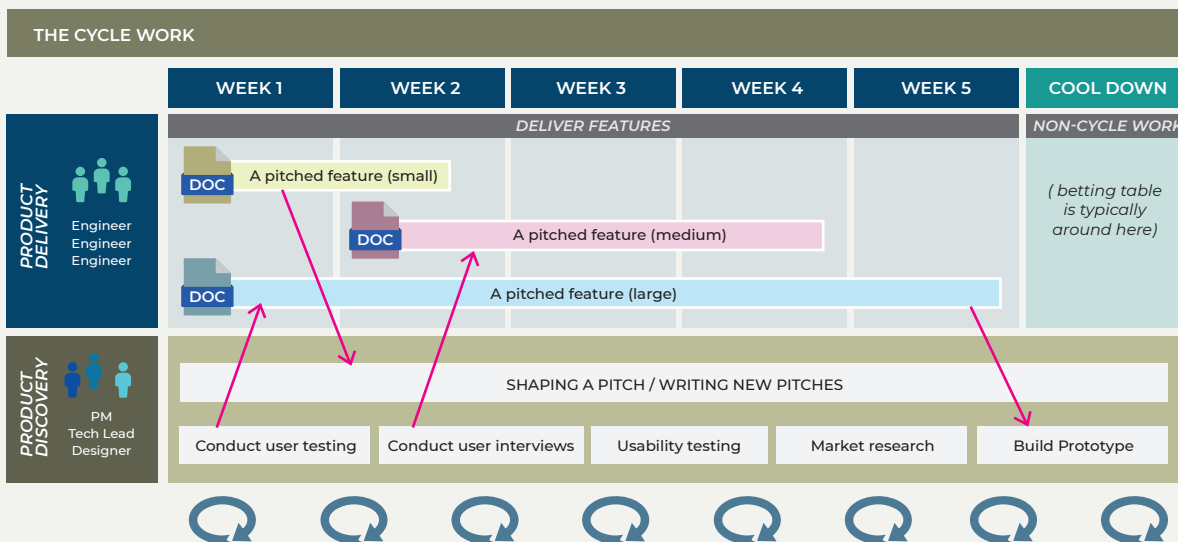 THE CYCLE WORK
WEEK 1
WEEK 2
WEEK 3
WEEK 4
WEEK 5
COOL DOWN
DELIVER FEATURES
NON-CYCLE WORK
PRODUCT
DELIVERY
Engineer
Engineer
Engineer
DOC
A pitched feature (small)
DOC
A pitched feature (medium)
DOC
A pitched feature (large)
( betting table
is typically
around here)
PRODUCT
DISCOVERY
PM
Tech Lead
Designer
SHAPING A PITCH / WRITING NEW PITCHES
Conduct user testing
Conduct user interviews
Usability testing
Market research
Build Prototype